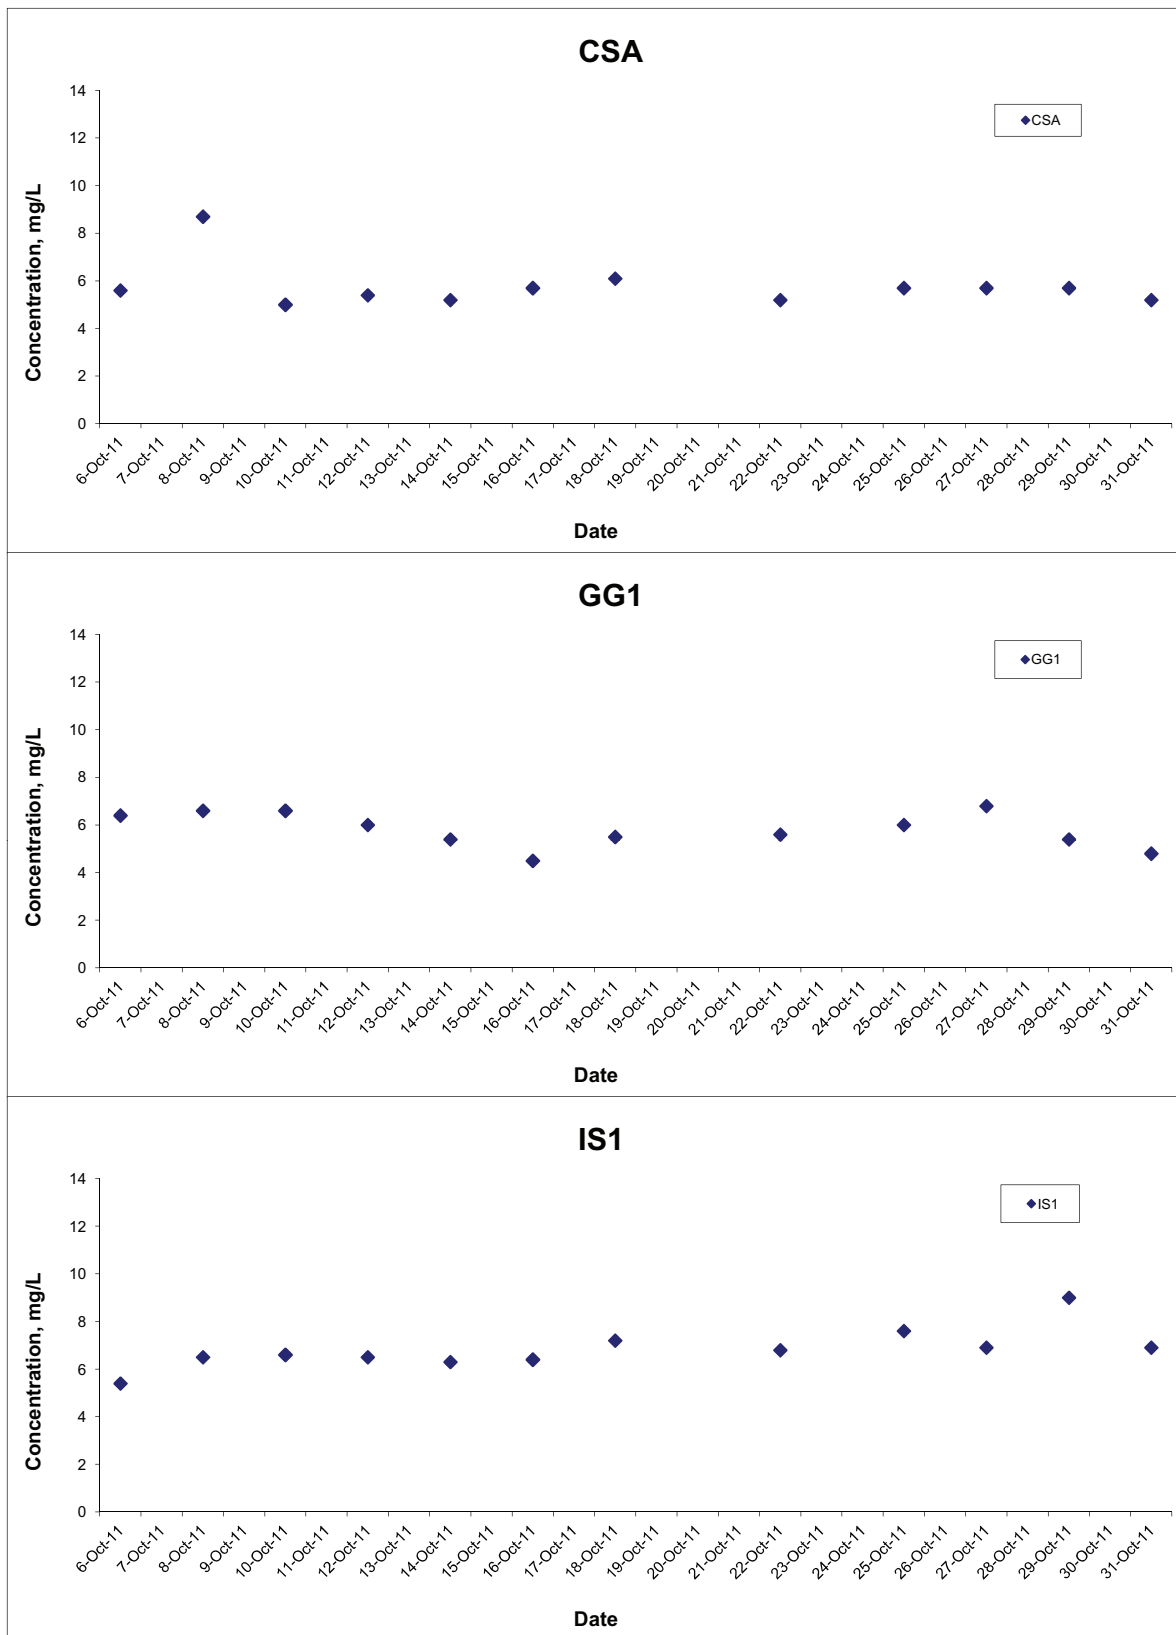 CSA
14
12
10
8
6
4
2
0
Concentration, mg/L
CSA
6-Oct-11
7-Oct-11
8-Oct-11
9-Oct-11
10-Oct-11
11-Oct-11
12-Oct-11
13-Oct-11
14-Oct-11
15-Oct-11
16-Oct-11
17-Oct-11
18-Oct-11
19-Oct-11
20-Oct-11
21-Oct-11
22-Oct-11
23-Oct-11
24-Oct-11
25-Oct-11
26-Oct-11
27-Oct-11
28-Oct-11
29-Oct-11
30-Oct-11
31-Oct-11
Date
GG1
14
12
10
8
6
4
2
0
Concentration, mg/L
GG1
6-Oct-11
7-Oct-11
8-Oct-11
9-Oct-11
10-Oct-11
11-Oct-11
12-Oct-11
13-Oct-11
14-Oct-11
15-Oct-11
16-Oct-11
17-Oct-11
18-Oct-11
19-Oct-11
20-Oct-11
21-Oct-11
22-Oct-11
23-Oct-11
24-Oct-11
25-Oct-11
26-Oct-11
27-Oct-11
28-Oct-11
29-Oct-11
30-Oct-11
31-Oct-11
Date
IS1
14
12
10
8
6
4
2
0
Concentration, mg/L
IS1
6-Oct-11
7-Oct-11
8-Oct-11
9-Oct-11
10-Oct-11
11-Oct-11
12-Oct-11
13-Oct-11
14-Oct-11
15-Oct-11
16-Oct-11
17-Oct-11
18-Oct-11
19-Oct-11
20-Oct-11
21-Oct-11
22-Oct-11
23-Oct-11
24-Oct-11
25-Oct-11
26-Oct-11
27-Oct-11
28-Oct-11
29-Oct-11
30-Oct-11
31-Oct-11
Date